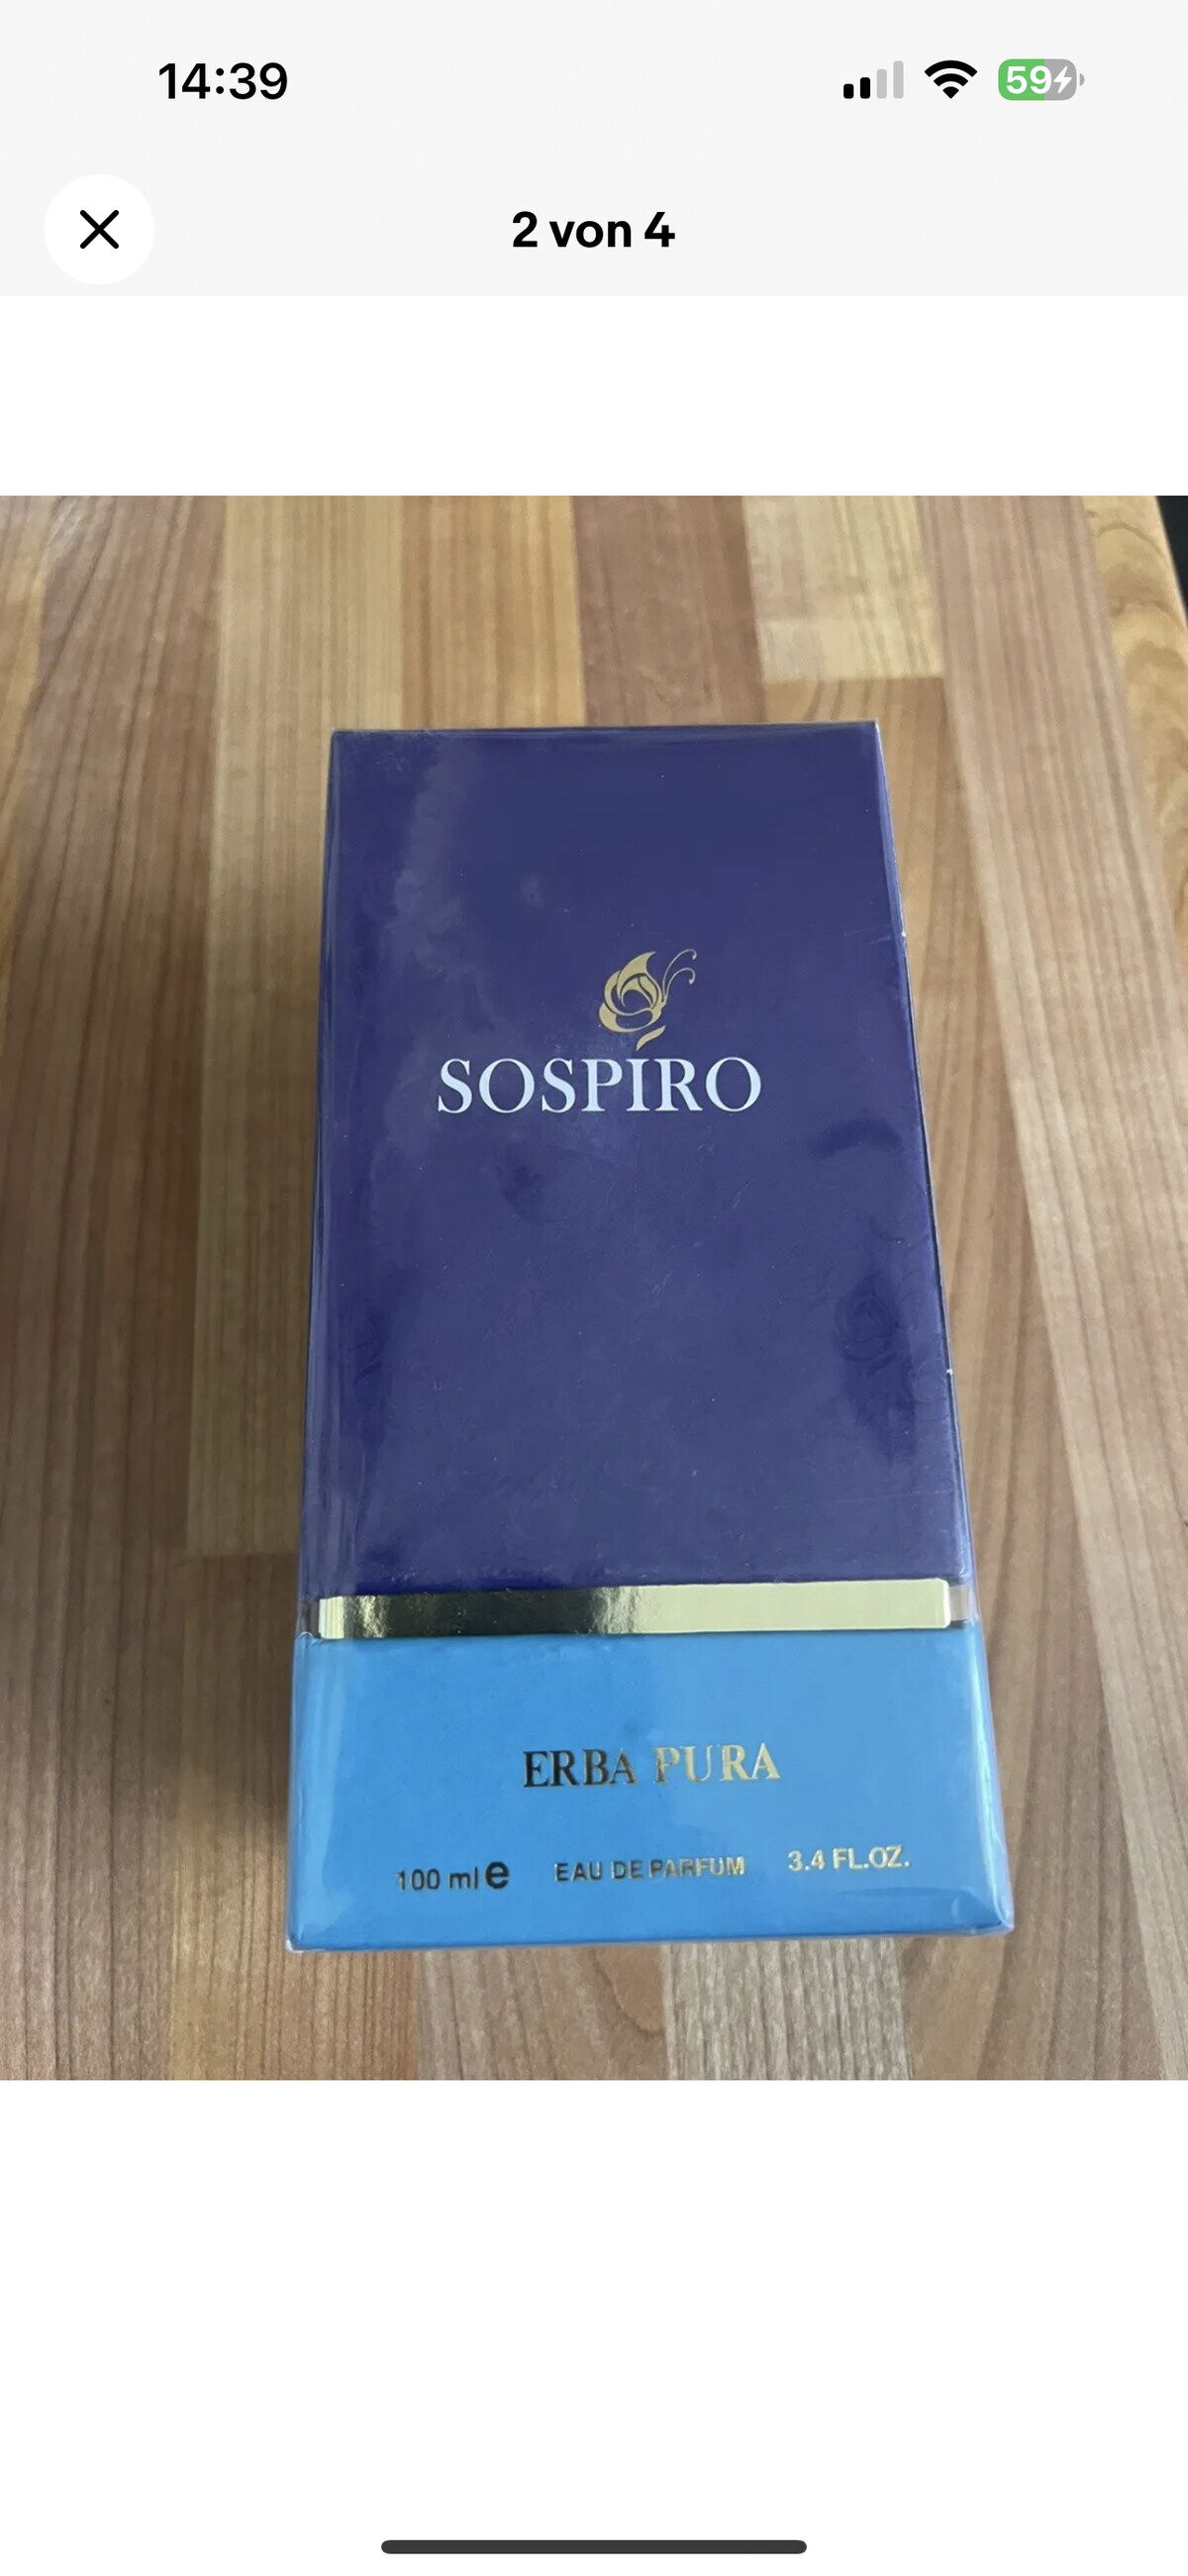 14:39
59
2 von 4
SOSPIRO
ERBA PURA
100 ml e EAU DE PARFUM 3.4 FL.OZ.